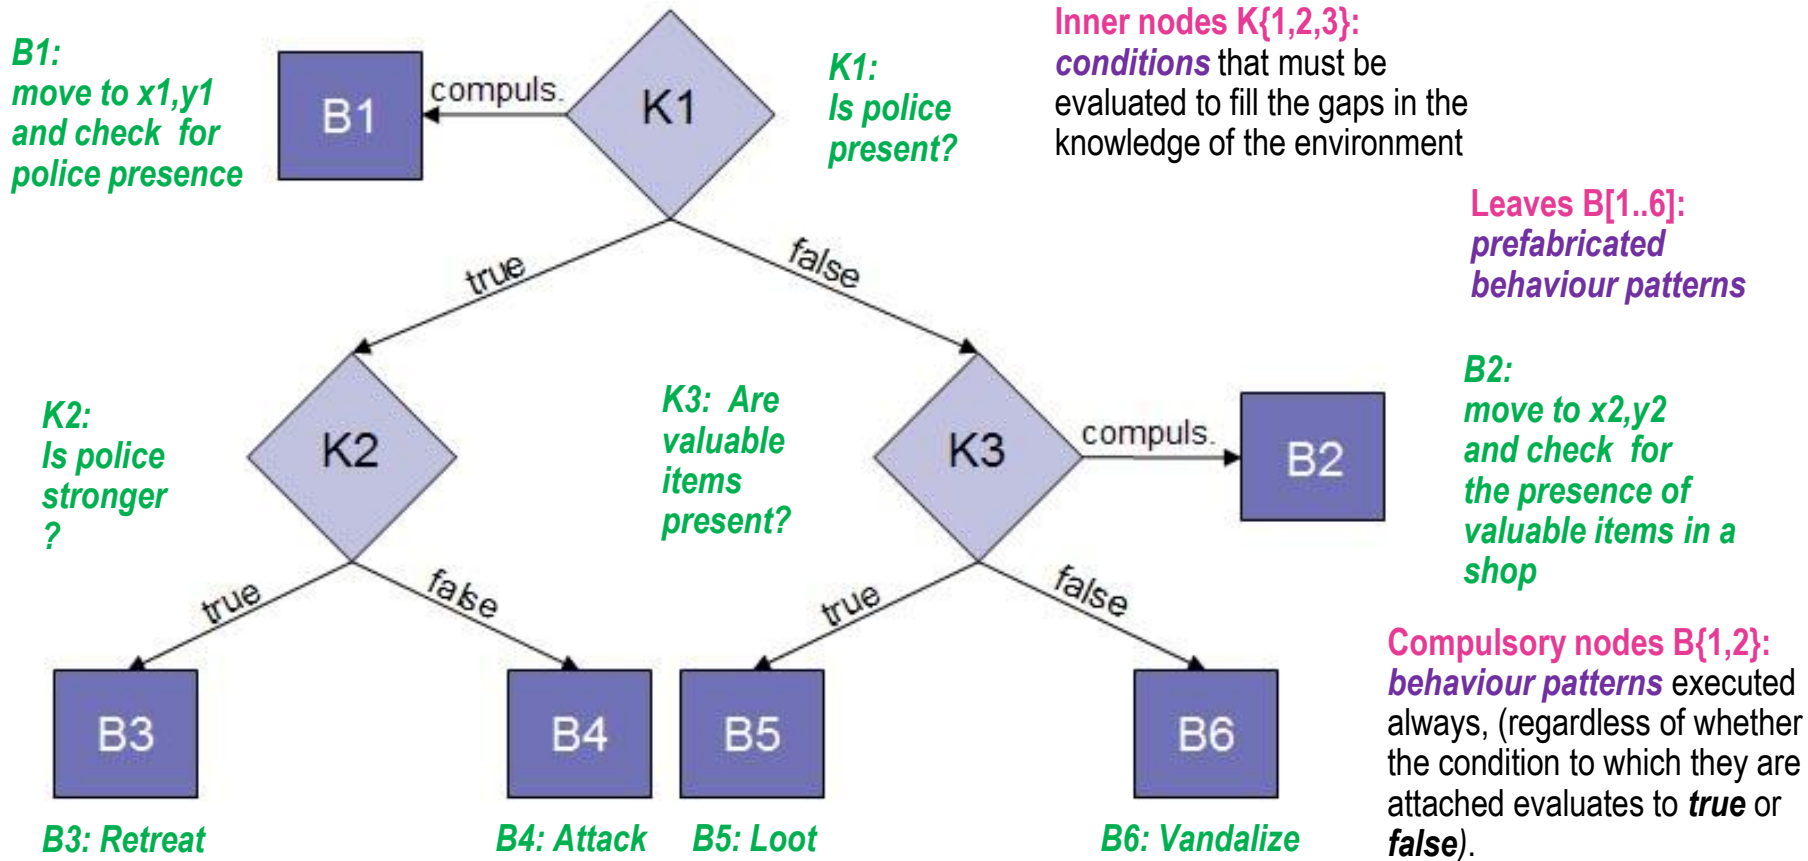 B1:
move to x1,y1
and check for
police presence
B1
compuls.
K1
K1:
Is police
present?
Inner nodes K{1,2,3}:
conditions that must be
evaluated to fill the gaps in the
knowledge of the environment
Leaves B[1..6]:
prefabricated
behaviour patterns
true
false
K2:
Is police
stronger
?
K2
K3: Are
valuable
items
present?
K3
compuls.
B2
B2:
move to x2,y2
and check for
the presence of
valuable items in a
shop
true
false
true
false
B3
B4
B5
B6
B3: Retreat
B4: Attack
B5: Loot
B6: Vandalize
Compulsory nodes B{1,2}:
behaviour patterns executed
always, (regardless of whether
the condition to which they are
attached evaluates to true or
false).